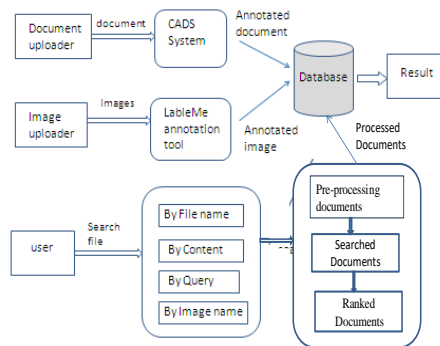 Document
uploader
document
CADS
System
Annotated
document
Database
Result
Image
uploader
Images
LableMe
annotation
tool
Annotated
image
Processed
Documents
user
Search
file
By File name
By Content
By Query
By Image name
Pre-processing
documents
Searched
Documents
Ranked
Documents